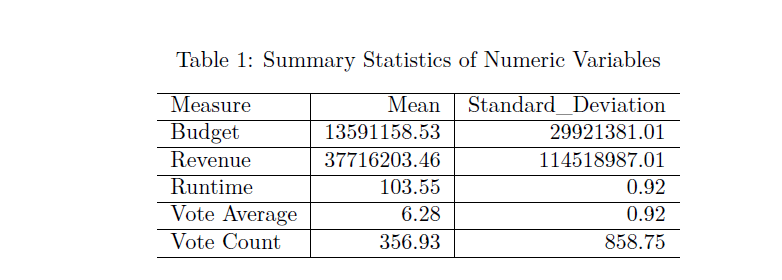 Table 1: Summary Statistics of Numeric Variables
Measure Mean Standard_Deviation
Budget 13591158.53 29921381.01
Revenue 37716203.46 114518987.01
Runtime 103.55 0.92
Vote Average 6.28 0.92
Vote Count 356.93 858.75